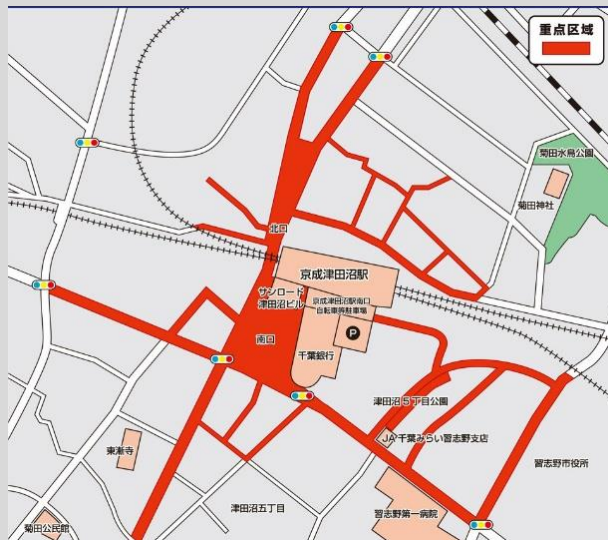 重点区域
菊田水鳥公園
菊田神社
北口
京成津田沼駅
サンロード
津田沼ビル
京成津田沼駅南口
自転車等駐車場
P
南口
千葉銀行
津田沼5丁目公園
JA千葉みらい習志野支店
東漸寺
習志野市役所
津田沼五丁目
習志野第一病院
菊田公民館